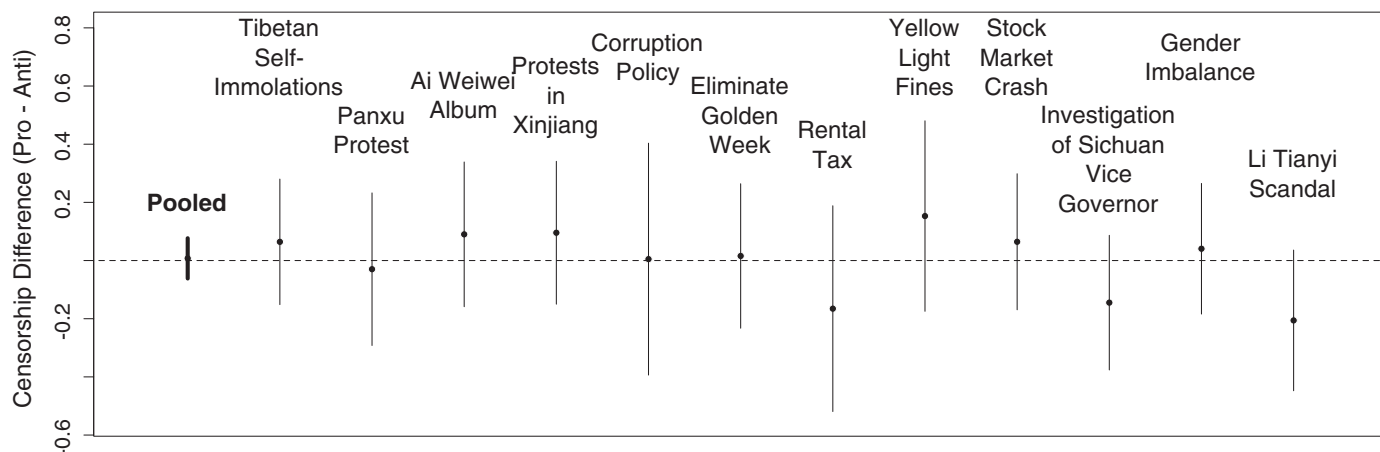 Censorship Difference (Pro - Anti)
0.8
0.6
0.4
0.2
-0.2
-0.6
Pooled
Tibetan
Self-
Immolations
Panxu
Protest
Ai Weiwei
Album
Protests
in
Xinjiang
Corruption
Policy
Eliminate
Golden
Week
Rental
Tax
Yellow
Light
Fines
Stock
Market
Crash
Investigation
of Sichuan
Vice
Governor
Gender
Imbalance
Li Tianyi
Scandal